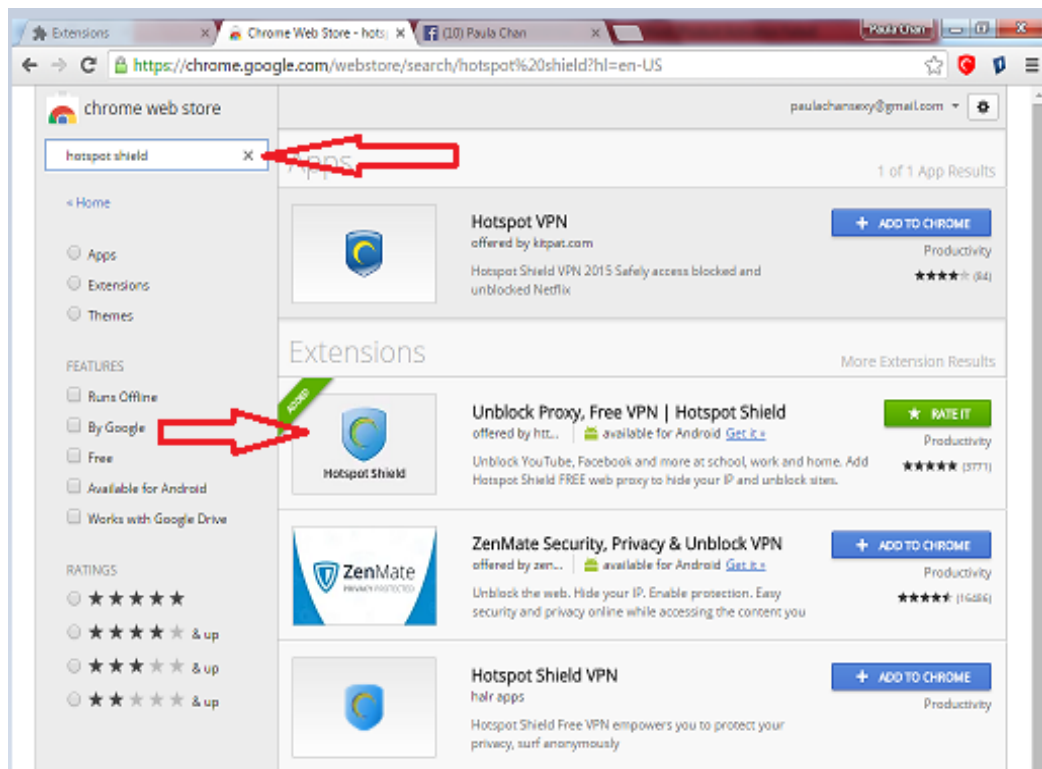 Extensions
Chrome Web Store - hots
(10) Paula Chan
Paula Chan
https://chrome.google.com/webstore/search/hotspot%20shield?hl=en-US
chrome web store
paulachansexy@gmail.com
hotspot shield
Apps
1 of 1 App Results
« Home
Apps
Extensions
Themes
FEATURES
Runs Offline
By Google
Free
Available for Android
Works with Google Drive
RATINGS
& up
& up
& up
Hotspot VPN
offered by kitpat.com
Hotspot Shield VPN 2015 Safely access blocked and
unblocked Netflix
+ ADD TO CHROME
Productivity
(84)
Extensions
More Extension Results
ADDED
Hotspot Shield
Unblock Proxy, Free VPN | Hotspot Shield
offered by htt... available for Android Get it »
Unblock YouTube, Facebook and more at school, work and home. Add
Hotspot Shield FREE web proxy to hide your IP and unblock sites.
RATE IT
Productivity
(3771)
ZenMate
PRIVACY PROTECTED
ZenMate Security, Privacy & Unblock VPN
offered by zen... available for Android Get it »
Unblock the web. Hide your IP. Enable protection. Easy
security and privacy online while accessing the content you
+ ADD TO CHROME
Productivity
(16486)
Hotspot Shield VPN
halr apps
Hotspot Shield Free VPN empowers you to protect your
privacy, surf anonymously
+ ADD TO CHROME
Productivity